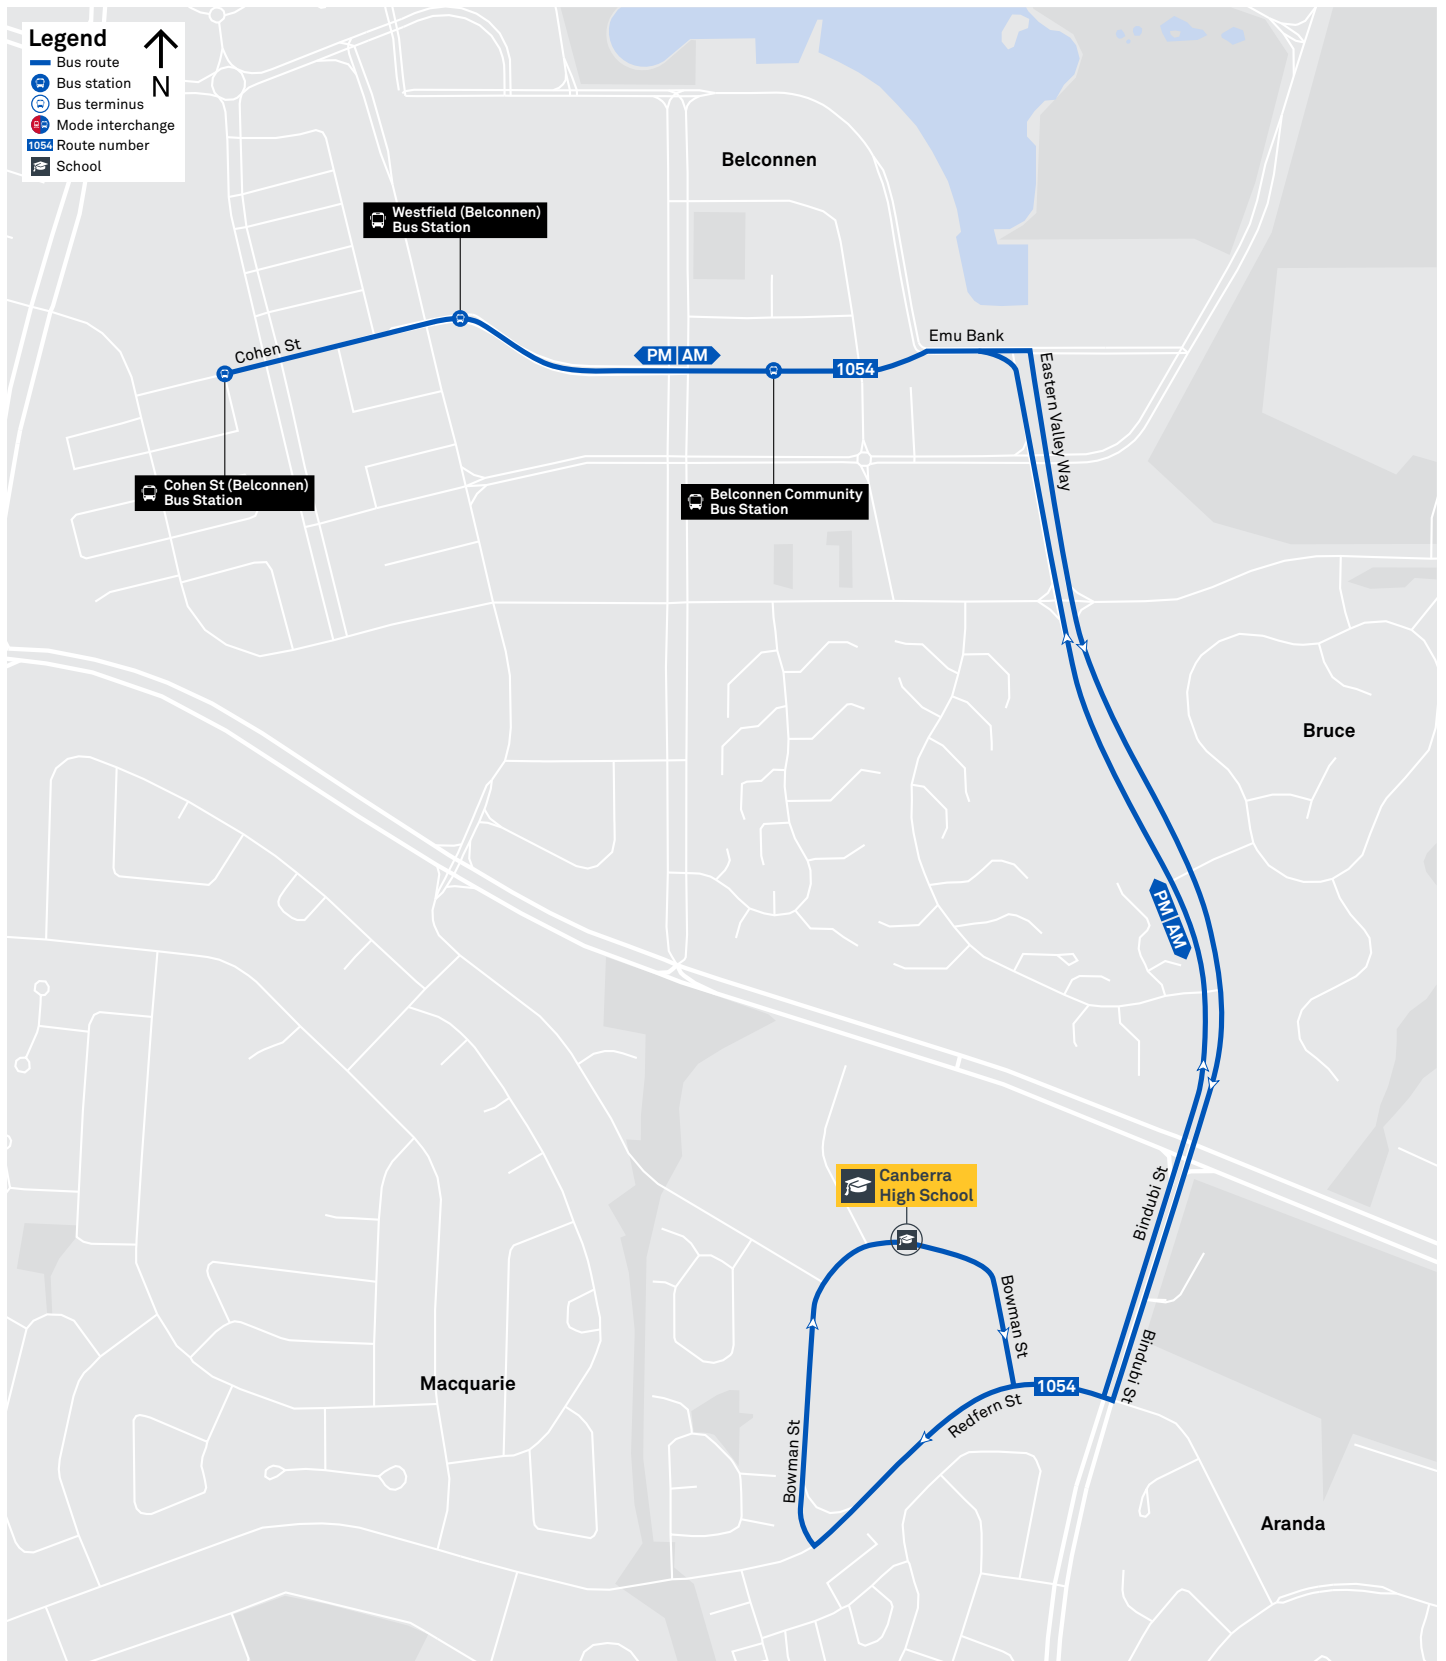 Legend
N
Bus route
Bus station
Bus terminus
Mode interchange
1054 Route number
School
Belconnen
Westfield (Belconnen)
Bus Station
Emu Bank
Cohen St
PM AM
1054
Eastern Valley Way
Cohen St (Belconnen)
Bus Station
Belconnen Community
Bus Station
Bruce
PM AM
Canberra
High School
Bindubi St
Bowman St
Bindubi St
Macquarie
1054
Redfern St
Bowman St
Aranda